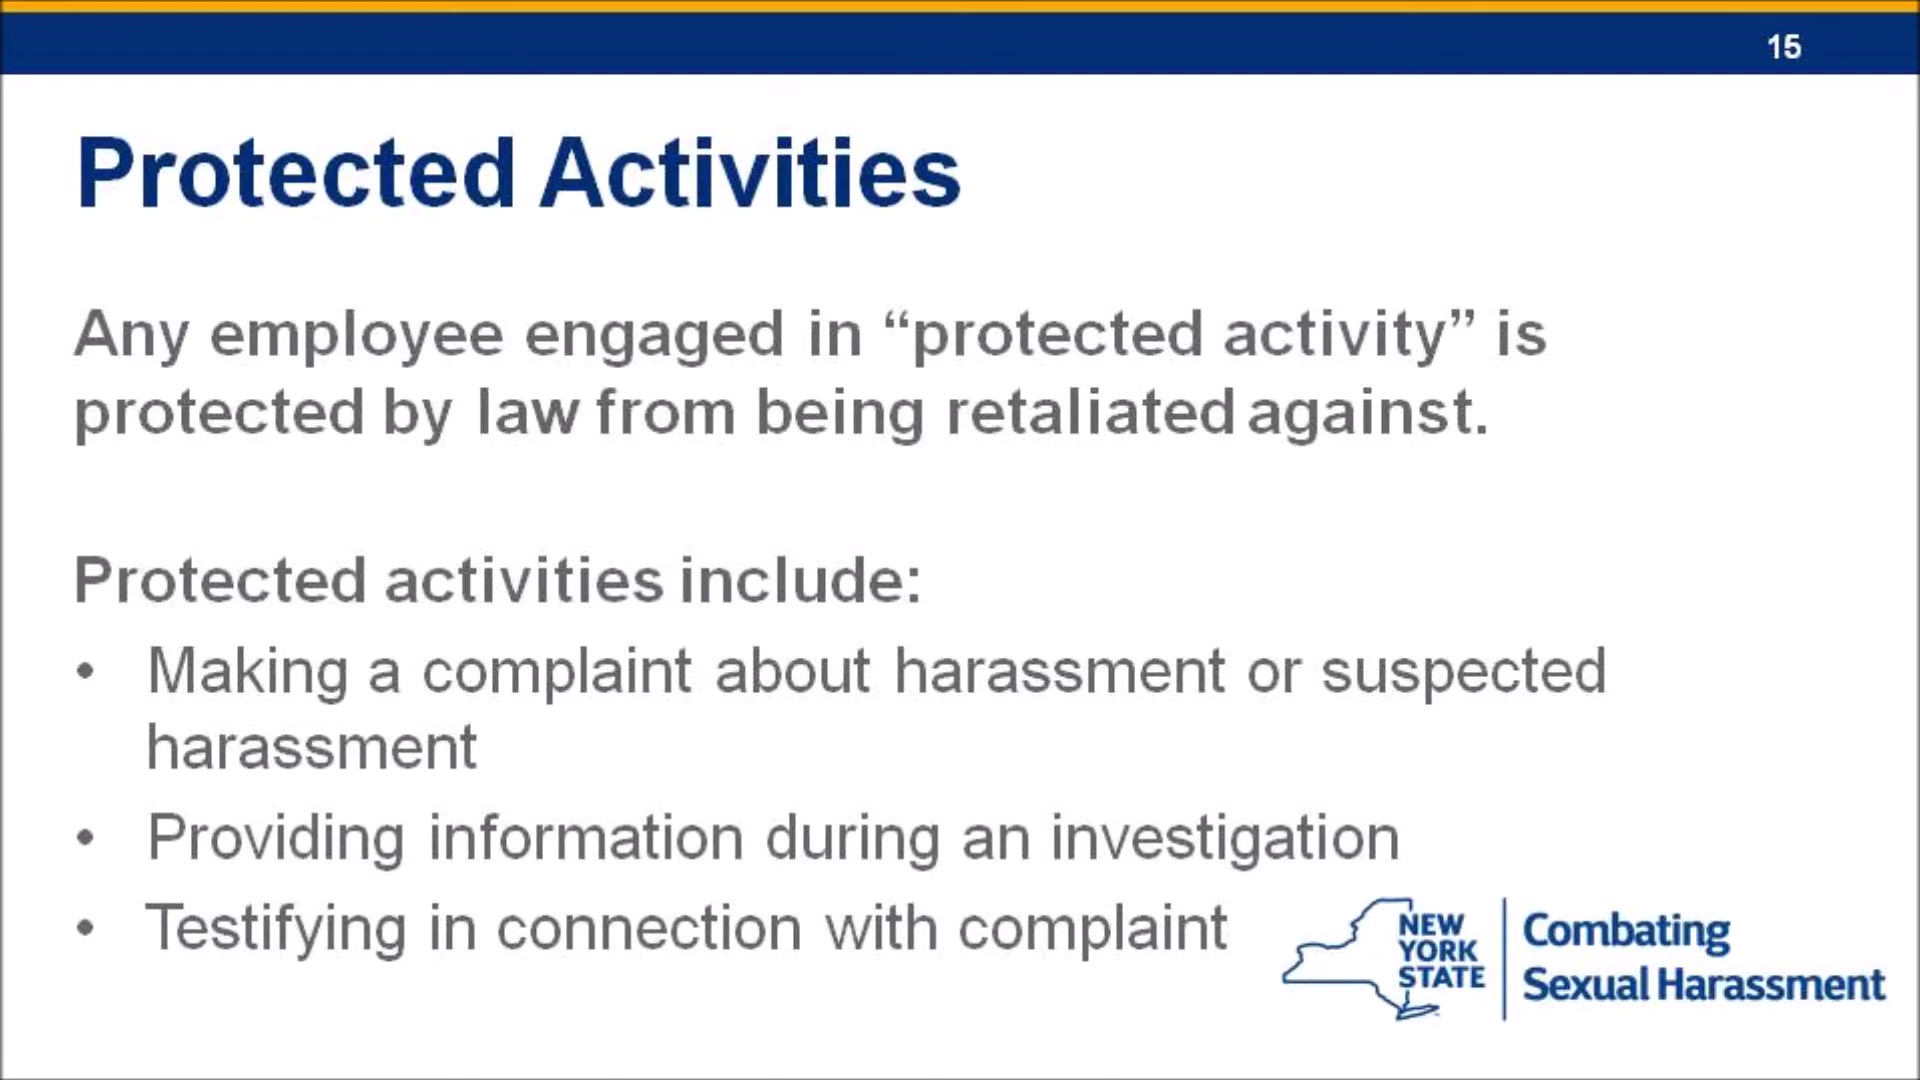 15
Protected Activities
Any employee engaged in “protected activity” is
protected by law from being retaliated against.
Protected activities include:
• Making a complaint about harassment or suspected
harassment
• Providing information during an investigation
• Testifying in connection with complaint
NEW
YORK
STATE
Combating
Sexual Harassment